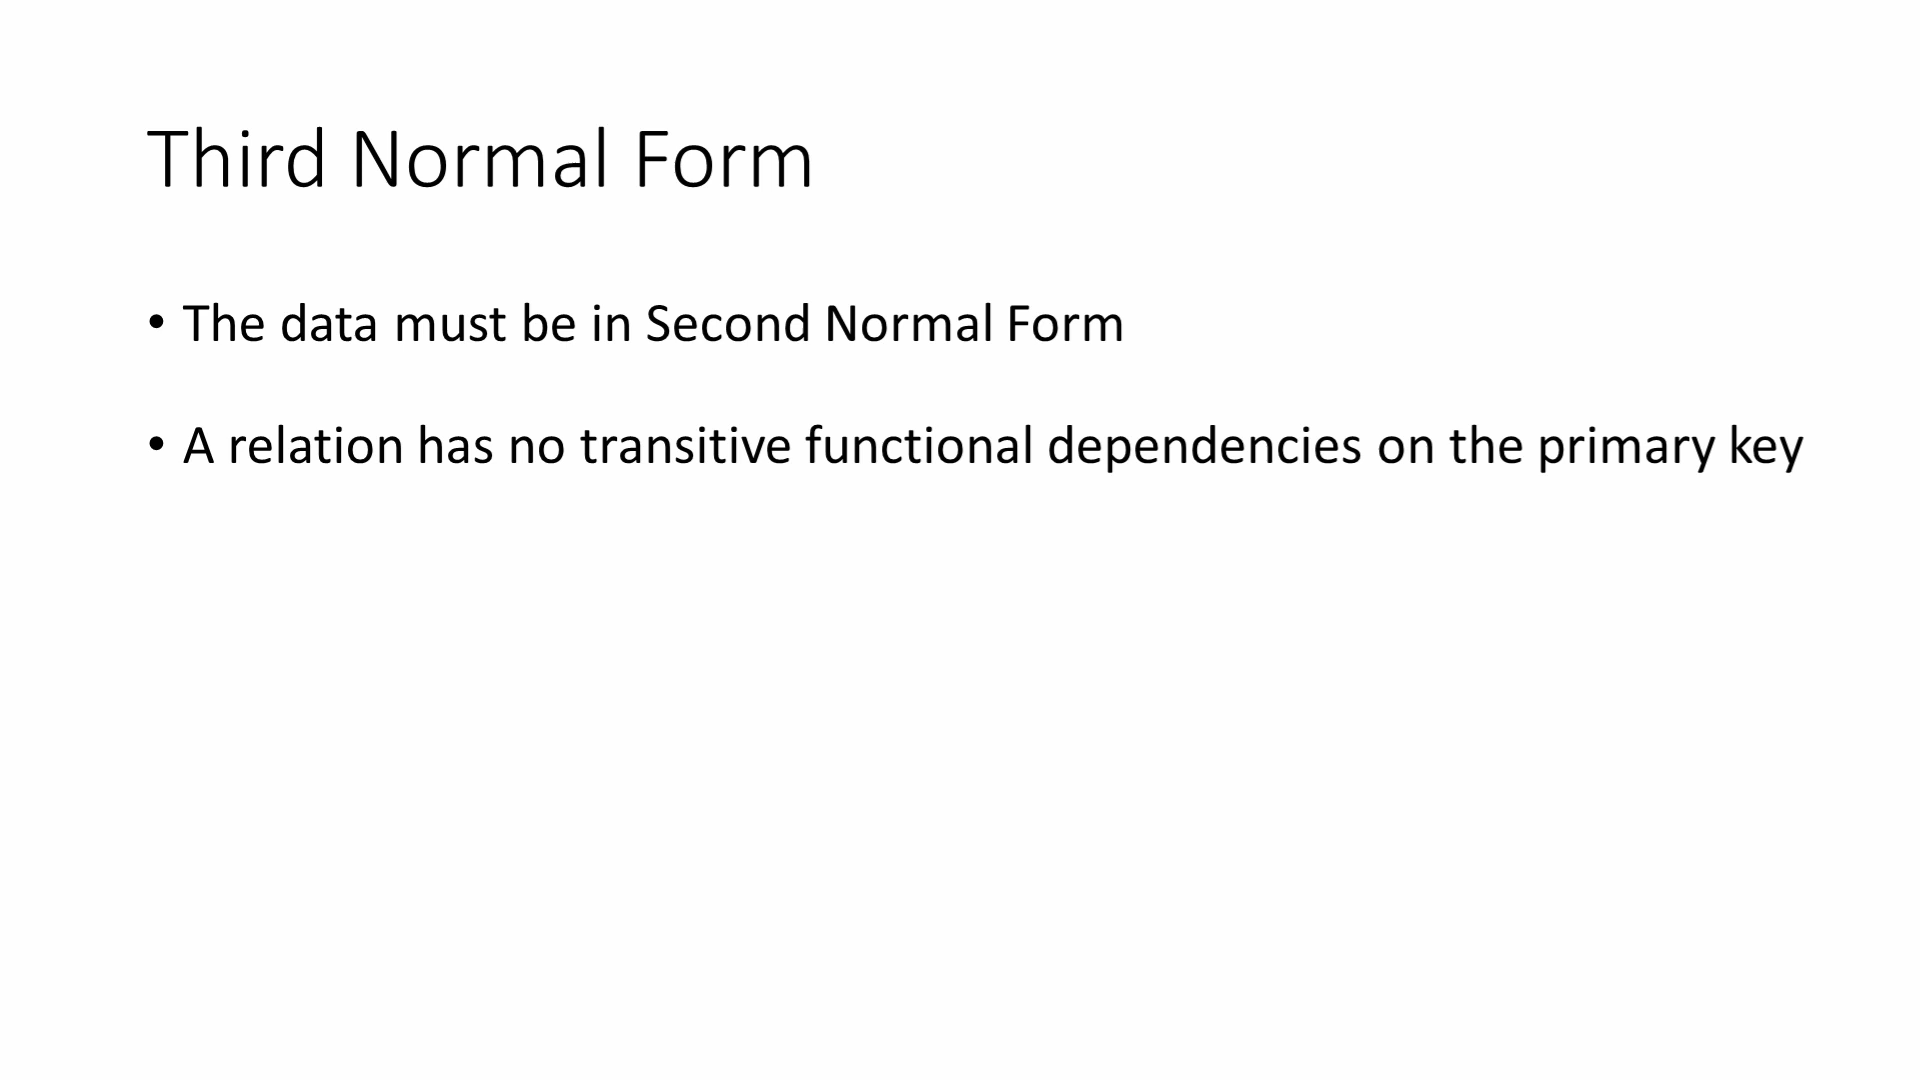 Third Normal Form
• The data must be in Second Normal Form
• A relation has no transitive functional dependencies on the primary key